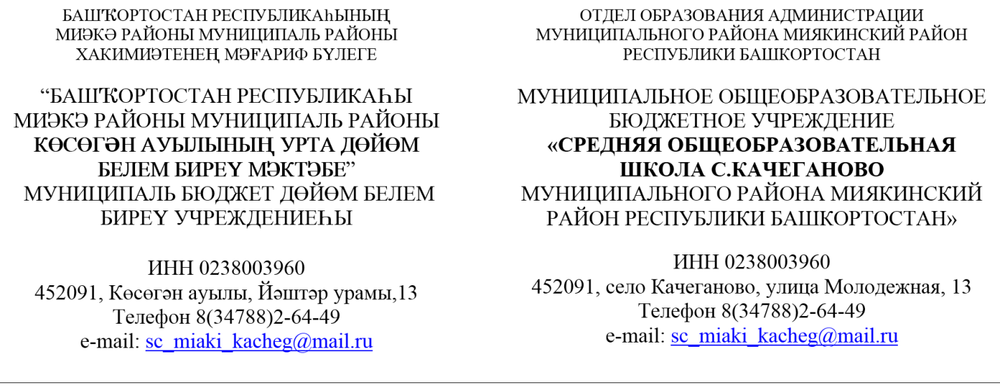 БАШҠОРТОСТАН РЕСПУБЛИКАһЫНЫҢ
МИӘКӘ РАЙОНЫ МУНИЦИПАЛЬ РАЙОНЫ
ХАКИМИӘТЕНЕҢ МӘҒАРИФ БҮЛЕГЕ
“БАШҠОРТОСТАН РЕСПУБЛИКАҺЫ
МИӘКӘ РАЙОНЫ МУНИЦИПАЛЬ РАЙОНЫ
КӨСӨГӘН АУЫЛЫНЫҢ УРТА ДӨЙӨМ
БЕЛЕМ БИРЕҮ МӘКТӘБЕ”
МУНИЦИПАЛЬ БЮДЖЕТ ДӨЙӨМ БЕЛЕМ
БИРЕҮ УЧРЕЖДЕНИЕҺЫ
ИНН 0238003960
452091, Көсөгән ауылы, Йәштәр урамы,13
Телефон 8(34788)2-64-49
e-mail: sc_miaki_kacheg@mail.ru
ОТДЕЛ ОБРАЗОВАНИЯ АДМИНИСТРАЦИИ
МУНИЦИПАЛЬНОГО РАЙОНА МИЯКИНСКИЙ РАЙОН
РЕСПУБЛИКИ БАШКОРТОСТАН
МУНИЦИПАЛЬНОЕ ОБЩЕОБРАЗОВАТЕЛЬНОЕ
БЮДЖЕТНОЕ УЧРЕЖДЕНИЕ
«СРЕДНЯЯ ОБЩЕОБРАЗОВАТЕЛЬНАЯ
ШКОЛА С.КАЧЕГАНОВО
МУНИЦИПАЛЬНОГО РАЙОНА МИЯКИНСКИЙ
РАЙОН РЕСПУБЛИКИ БАШКОРТОСТАН»
ИНН 0238003960
452091, село Качеганово, улица Молодежная, 13
Телефон 8(34788)2-64-49
e-mail: sc_miaki_kacheg@mail.ru